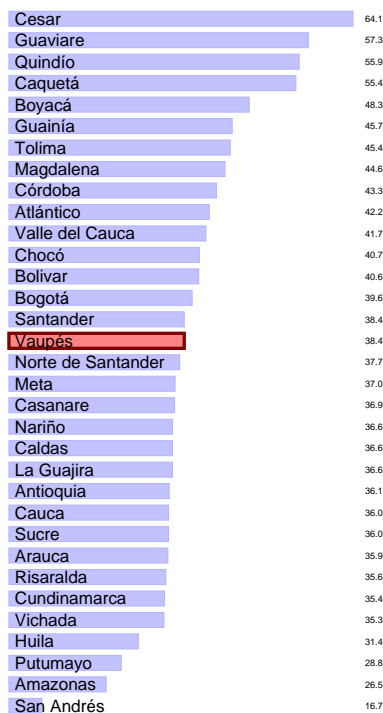 Cesar 64.1
Guaviare 57.3
Quindío 55.9
Caquetá 55.4
Boyacá 48.3
Guainía 45.7
Tolima 45.4
Magdalena 44.6
Córdoba 43.3
Atlántico 42.2
Valle del Cauca 41.7
Chocó 40.7
Bolivar 40.6
Bogotá 39.6
Santander 38.4
Vaupés 38.4
Norte de Santander 37.7
Meta 37.0
Casanare 36.9
Nariño 36.6
Caldas 36.6
La Guajira 36.6
Antioquia 36.1
Cauca 36.0
Sucre 36.0
Arauca 35.9
Risaralda 35.6
Cundinamarca 35.4
Vichada 35.3
Huila 31.4
Putumayo 28.8
Amazonas 26.5
San Andrés 16.7